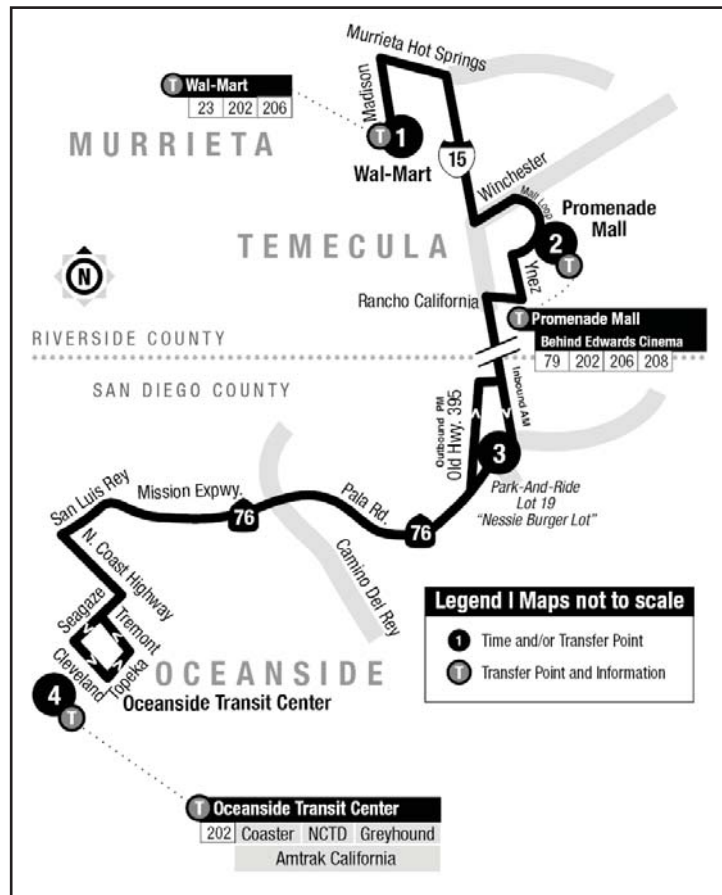 Murrieta Hot Springs
T Wal-Mart
23 202 206
Madison
MURRIETA
T 1
Wal-Mart
15
Winchester
Mall Loop
Promenade
Mall
2
T
TEMECULA
Ynez
N
Rancho California
T Promenade Mall
Behind Edwards Cinema
79 202 206 208
RIVERSIDE COUNTY
SAN DIEGO COUNTY
Outbound PM
Old Hwy. 395
Inbound AM
3
Park-And-Ride
Lot 19
“Nessie Burger Lot”
San Luis Rey
Mission Expwy.
76
Pala Rd.
76
N. Coast Highway
Camino Del Rey
Seagaze
Tremont
Cleveland
Topeka
OCEANSIDE
4
T
Oceanside Transit Center
Legend | Maps not to scale
1 Time and/or Transfer Point
T Transfer Point and Information
T Oceanside Transit Center
202 Coaster NCTD Greyhound
Amtrak California